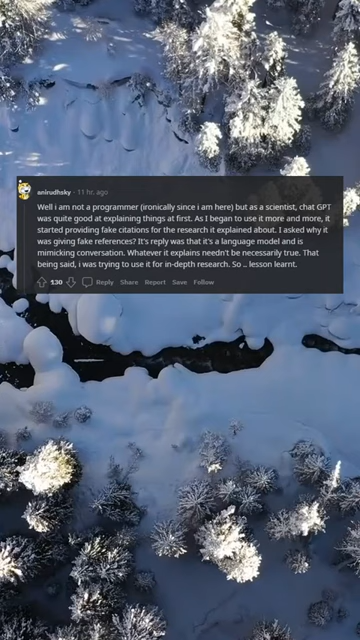 anirudhsky · 11 hr. ago
Well i am not a programmer (ironically since i am here) but as a scientist, chat GPT
was quite good at explaining things at first. As I began to use it more and more, it
started providing fake citations for the research it explained about. I asked why it
was giving fake references? It's reply was that it's a language model and is
mimicking conversation. Whatever it explains needn't be necessarily true. That
being said, i was trying to use it for in-depth research. So .. lesson learnt.
130 Reply Share Report Save Follow